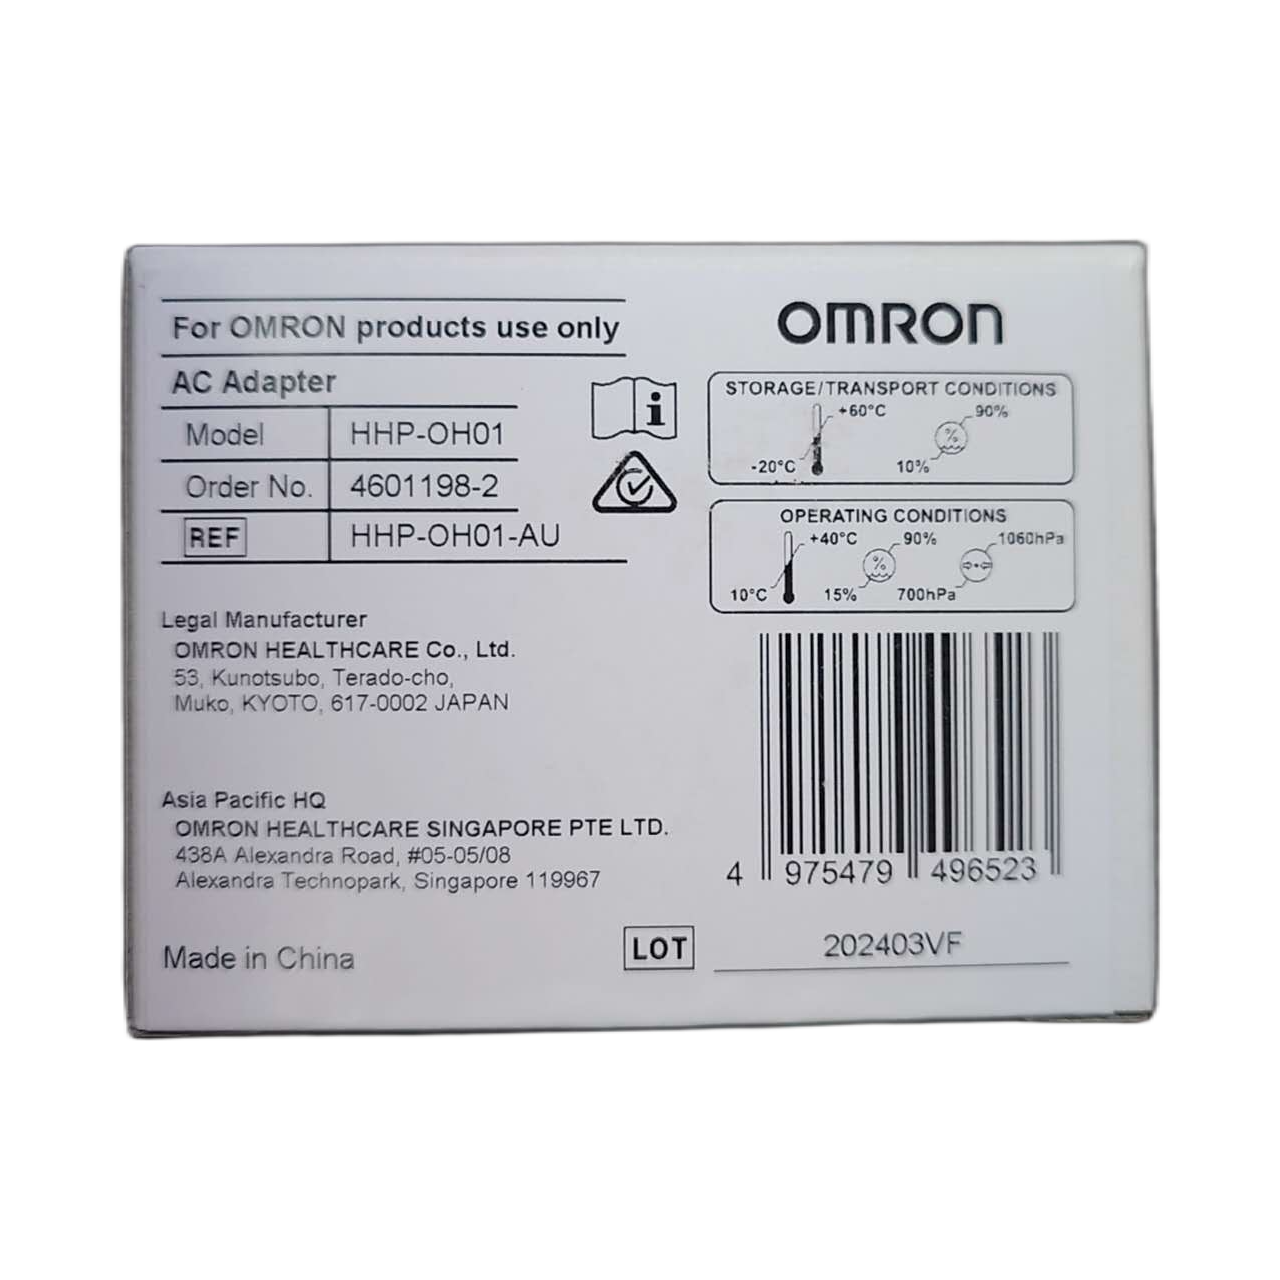 For OMRON products use only
AC Adapter
Model HHP-OH01
Order No. 4601198-2
REF HHP-OH01-AU
Legal Manufacturer
OMRON HEALTHCARE Co., Ltd.
53, Kunotsubo, Terado-cho,
Muko, KYOTO, 617-0002 JAPAN
Asia Pacific HQ
OMRON HEALTHCARE SINGAPORE PTE LTD.
438A Alexandra Road, #05-05/08
Alexandra Technopark, Singapore 119967
Made in China
i
OMRON
STORAGE/TRANSPORT CONDITIONS
+60°C 90%
%
-20°C 10%
OPERATING CONDITIONS
+40°C 90% 1060hPa
%
10°C 15% 700hPa
4 975479 496523
LOT 202403VF